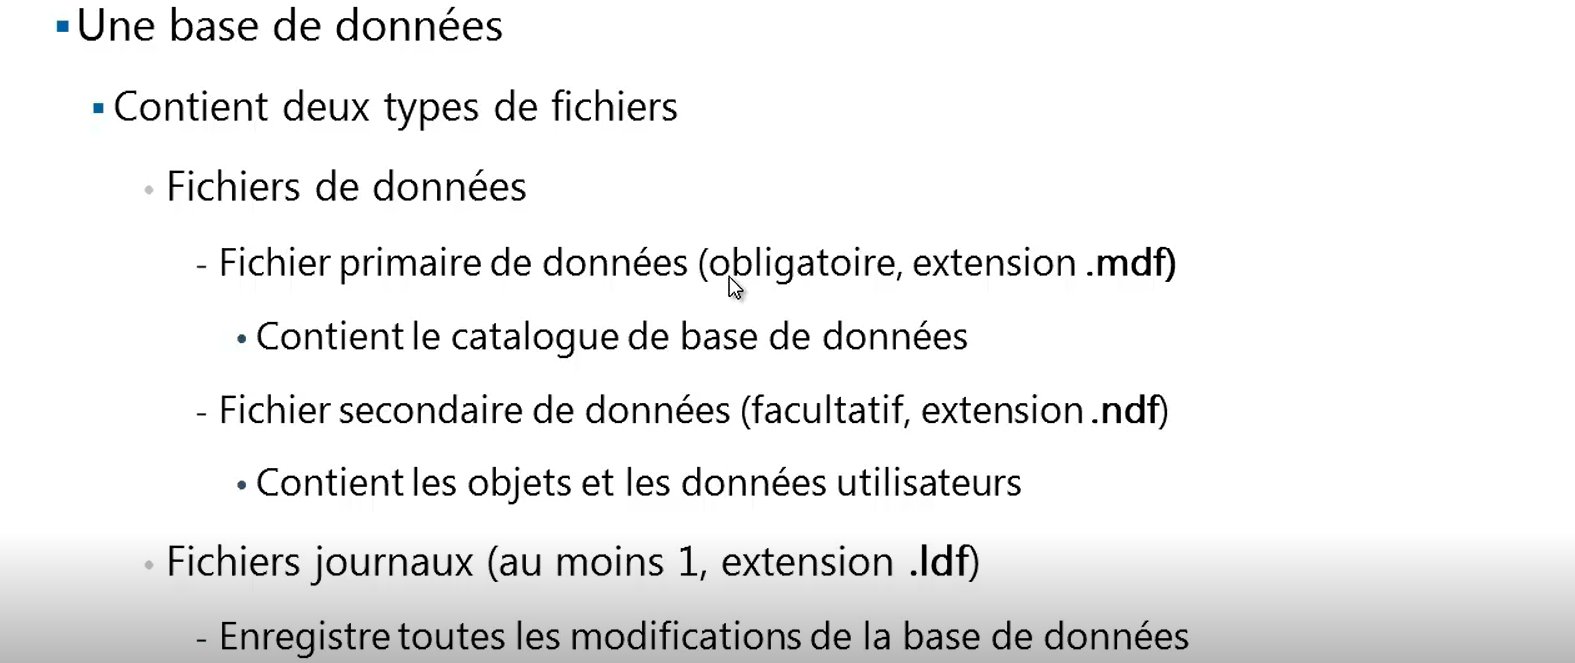 Une base de données
Contient deux types de fichiers
Fichiers de données
- Fichier primaire de données (obligatoire, extension .mdf)
• Contient le catalogue de base de données
- Fichier secondaire de données (facultatif, extension .ndf)
• Contient les objets et les données utilisateurs
Fichiers journaux (au moins 1, extension .ldf)
- Enregistre toutes les modifications de la base de données